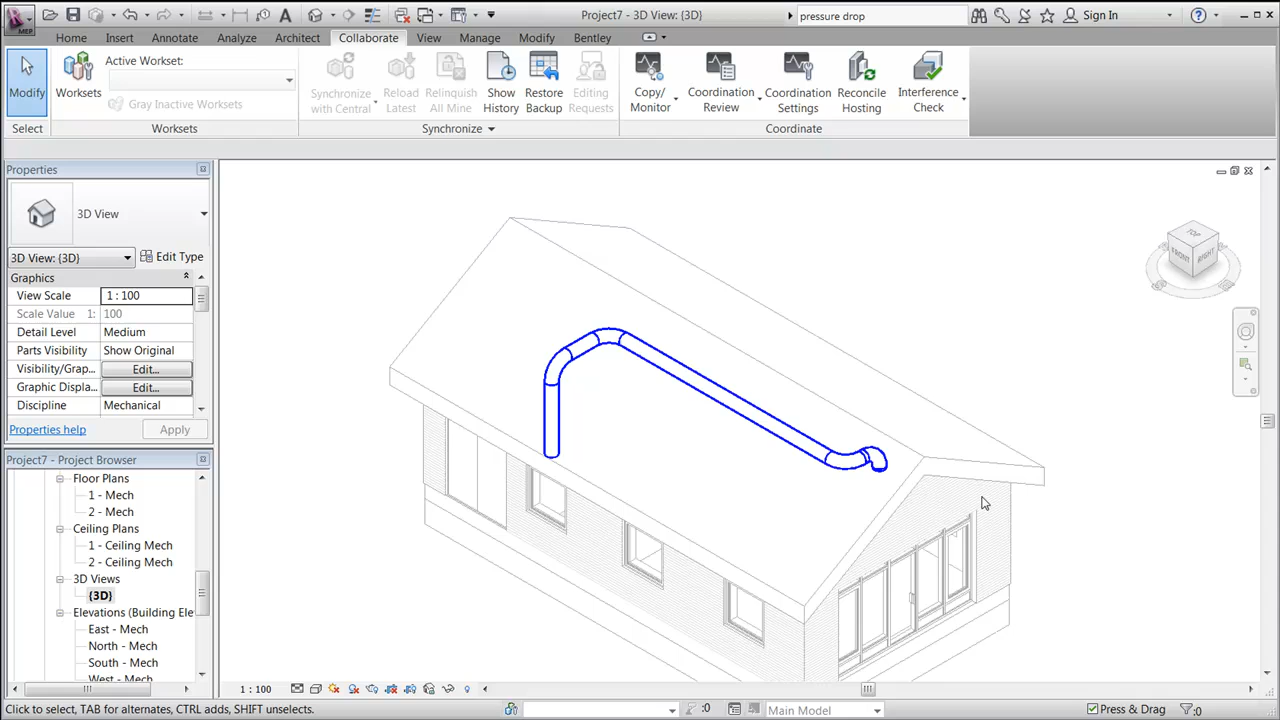 Project7 - 3D View: {3D}
pressure drop
Sign In
MEP
Home Insert Annotate Analyze Architect Collaborate View Manage Modify Bentley
Modify
Select
Worksets
Active Workset:
Gray Inactive Worksets
Worksets
Synchronize with Central
Reload Latest
Relinquish All Mine
Show History
Restore Backup
Editing Requests
Synchronize
Copy/ Monitor
Coordination Review
Coordination Settings
Reconcile Hosting
Interference Check
Coordinate
Properties
3D View
3D View: {3D}
Edit Type
Graphics
View Scale 1 : 100
Scale Value 1: 100
Detail Level Medium
Parts Visibility Show Original
Visibility/Grap... Edit...
Graphic Displa... Edit...
Discipline Mechanical
Properties help
Apply
Project7 - Project Browser
Floor Plans
1 - Mech
2 - Mech
Ceiling Plans
1 - Ceiling Mech
2 - Ceiling Mech
3D Views
{3D}
Elevations (Building Ele
East - Mech
North - Mech
South - Mech
West - Mech
TOP
FRONT
RIGHT
1 : 100
Click to select, TAB for alternates, CTRL adds, SHIFT unselects.
:0
Main Model
Press & Drag
:0